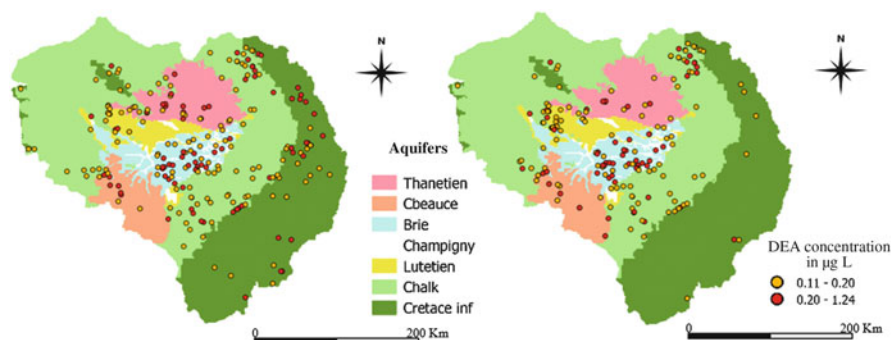 N
N
Aquifers
Thanetien
Cbeauce
Brie
Champigny
Lutetien
Chalk
Cretace inf
0 200 Km
DEA concentration
in µg L
0.11 - 0.20
0.20 - 1.24
0 200 Km